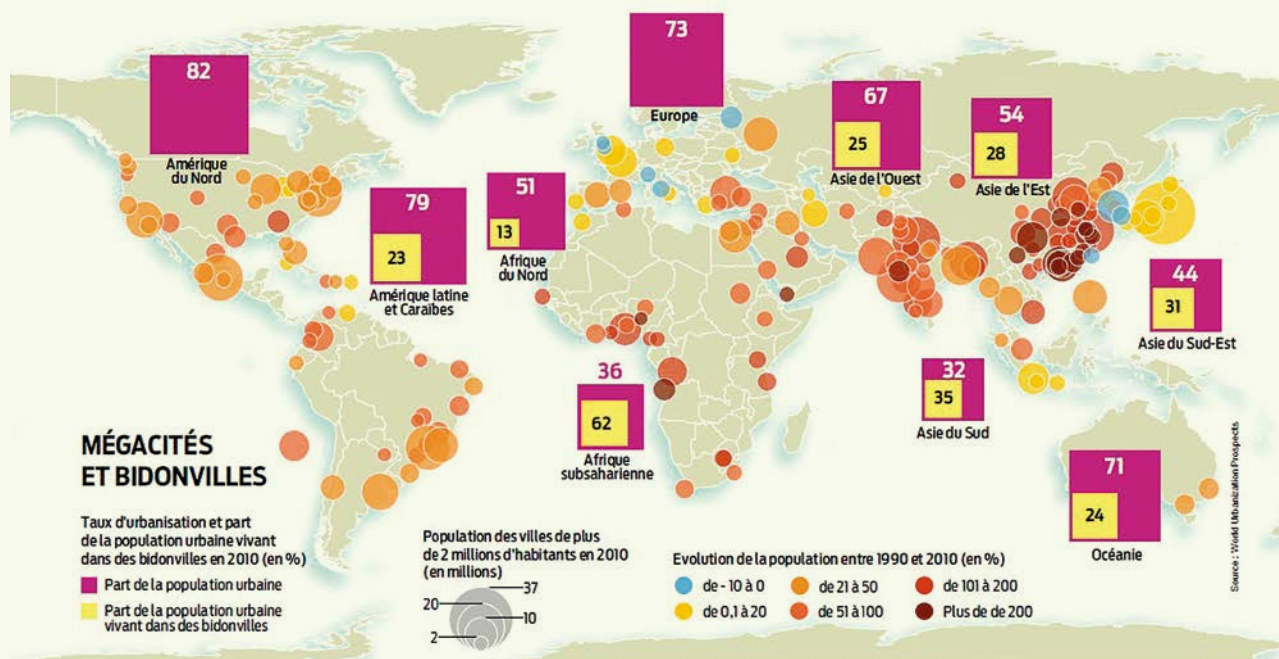 82
Amérique
du Nord
73
Europe
67
25
Asie de l'Ouest
54
28
Asie de l'Est
79
23
Amérique latine
et Caraïbes
51
13
Afrique
du Nord
44
31
Asie du Sud-Est
36
62
Afrique
subsaharienne
32
35
Asie du Sud
71
24
Océanie
MÉGACITÉS
ET BIDONVILLES
Taux d'urbanisation et part
de la population urbaine vivant
dans des bidonvilles en 2010 (en %)
Part de la population urbaine
Part de la population urbaine
vivant dans des bidonvilles
Population des villes de plus
de 2 millions d'habitants en 2010
(en millions)
37
20
10
2
Evolution de la population entre 1990 et 2010 (en %)
de - 10 à 0
de 21 à 50
de 101 à 200
de 0,1 à 20
de 51 à 100
Plus de de 200
Source : World Urbanization Prospects